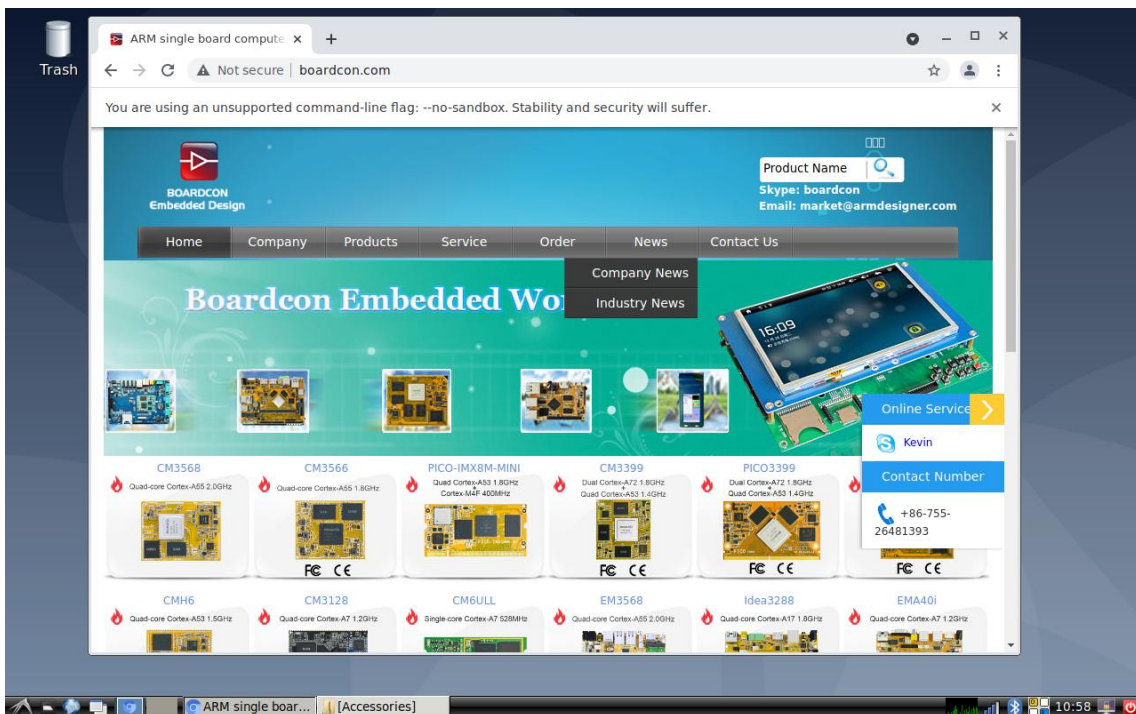 Trash
ARM single board compute
Not secure | boardcon.com
You are using an unsupported command-line flag: --no-sandbox. Stability and security will suffer.
BOARDCON
Embedded Design
Product Name
Skype: boardcon
Email: market@armdesigner.com
Home Company Products Service Order News Contact Us
Company News
Industry News
Boardcon Embedded Wo
16:09
Online Service
Kevin
Contact Number
+86-755-
26481393
CM3568 CM3566 PICO-IMX8M-MINI CM3399 PICO3399
Quad-core Cortex-A55 2.0GHz
Quad-core Cortex-A55 1.8GHz
Quad Cortex-A53 1.8GHz
+
Cortex-M4F 400MHz
Dual Cortex-A72 1.8GHz
+
Quad Cortex-A53 1.4GHz
Dual Cortex-A72 1.8GHz
+
Quad Cortex-A53 1.4GHz
FC CE FC CE FC CE FC CE
CMH6 CM3128 CM6ULL EM3568 Idea3288 EMA40i
Quad-core Cortex-A53 1.5GHz
Quad-core Cortex-A7 1.2GHz
Single-core Cortex-A7 528MHz
Quad-core Cortex-A55 2.0GHz
Quad-core Cortex-A17 1.8GHz
Quad-core Cortex-A7 1.2GHz
ARM single boar... [Accessories] 10:58